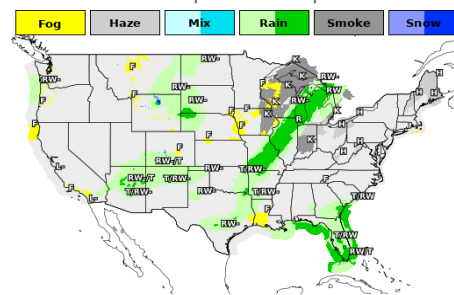 Fog Haze Mix Rain Smoke Snow
K
RW- K RW-
RW- F F K H
F K RW
F RW- F K RW- K H H
F R H
F F K H
L- RW-/T K H
RW-/T RW- T/RW F
F L- T/RW- T/RW- RW- T/RW- T/RW
F
RW- T/RW
F RW/T